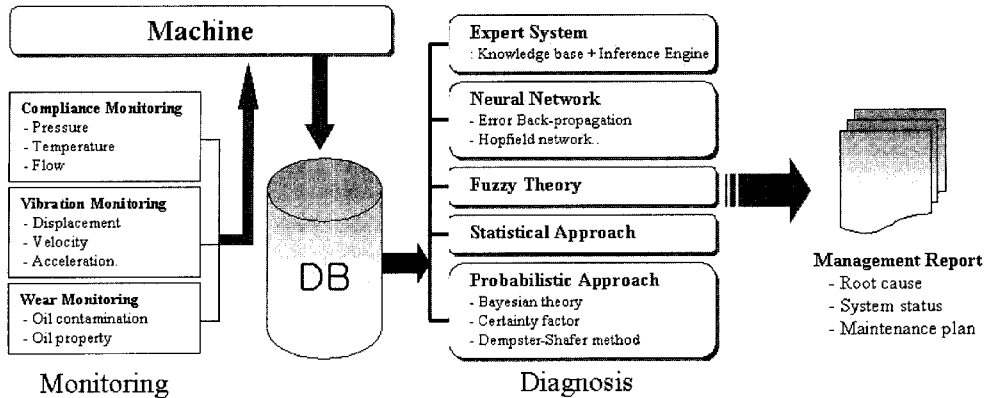 Machine
Compliance Monitoring
- Pressure
- Temperature
- Flow
Vibration Monitoring
- Displacement
- Velocity
- Acceleration.
Wear Monitoring
- Oil contamination
- Oil property
Monitoring
DB
Expert System
: Knowledge base + Inference Engine
Neural Network
- Error Back-propagation
- Hopfield network..
Fuzzy Theory
Statistical Approach
Probabilistic Approach
- Bayesian theory
- Certainty factor
- Dempster-Shafer method
Diagnosis
Management Report
- Root cause
- System status
- Maintenance plan